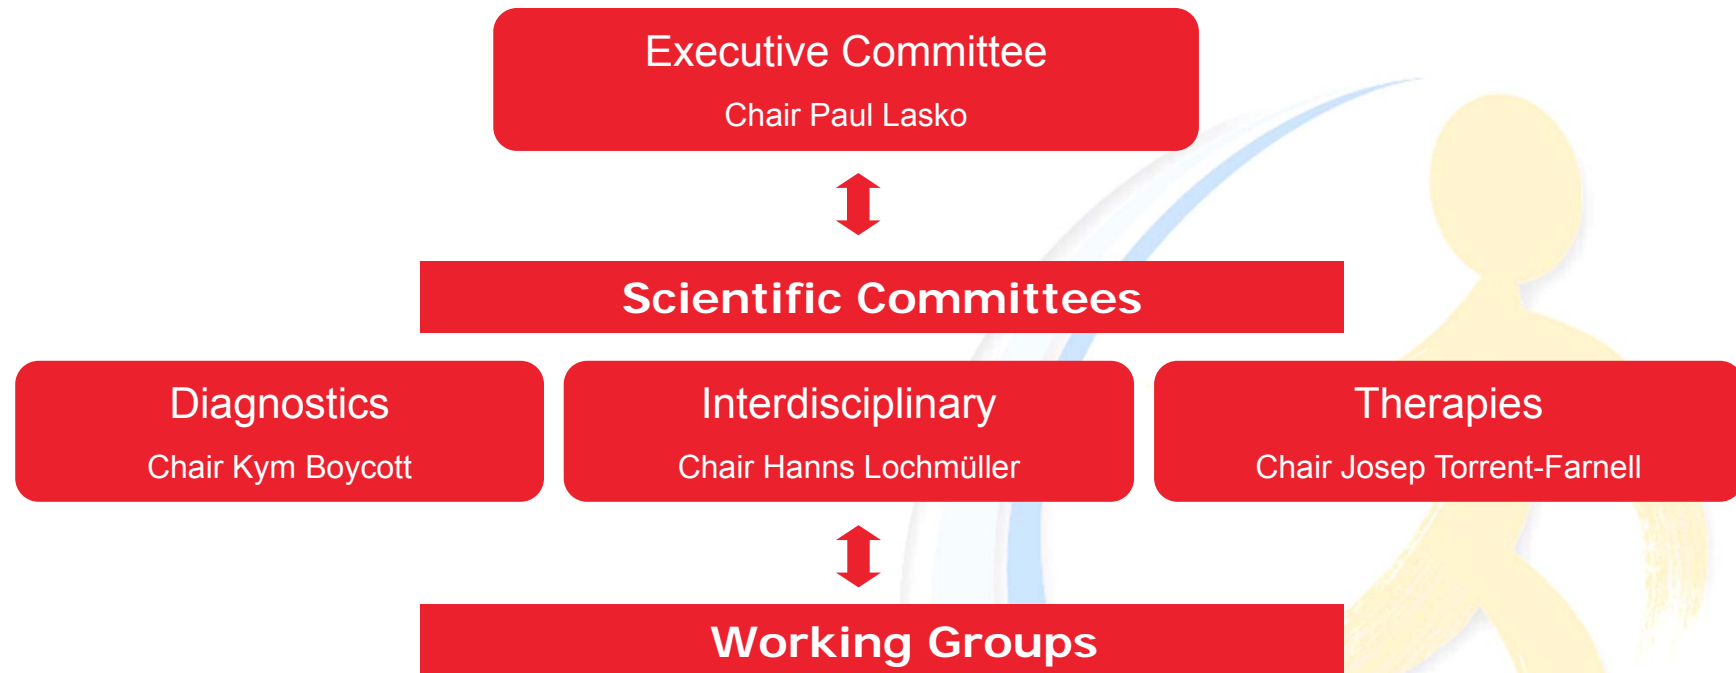 Executive Committee
Chair Paul Lasko
Scientific Committees
Diagnostics
Chair Kym Boycott
Interdisciplinary
Chair Hanns Lochmüller
Therapies
Chair Josep Torrent-Farnell
Working Groups